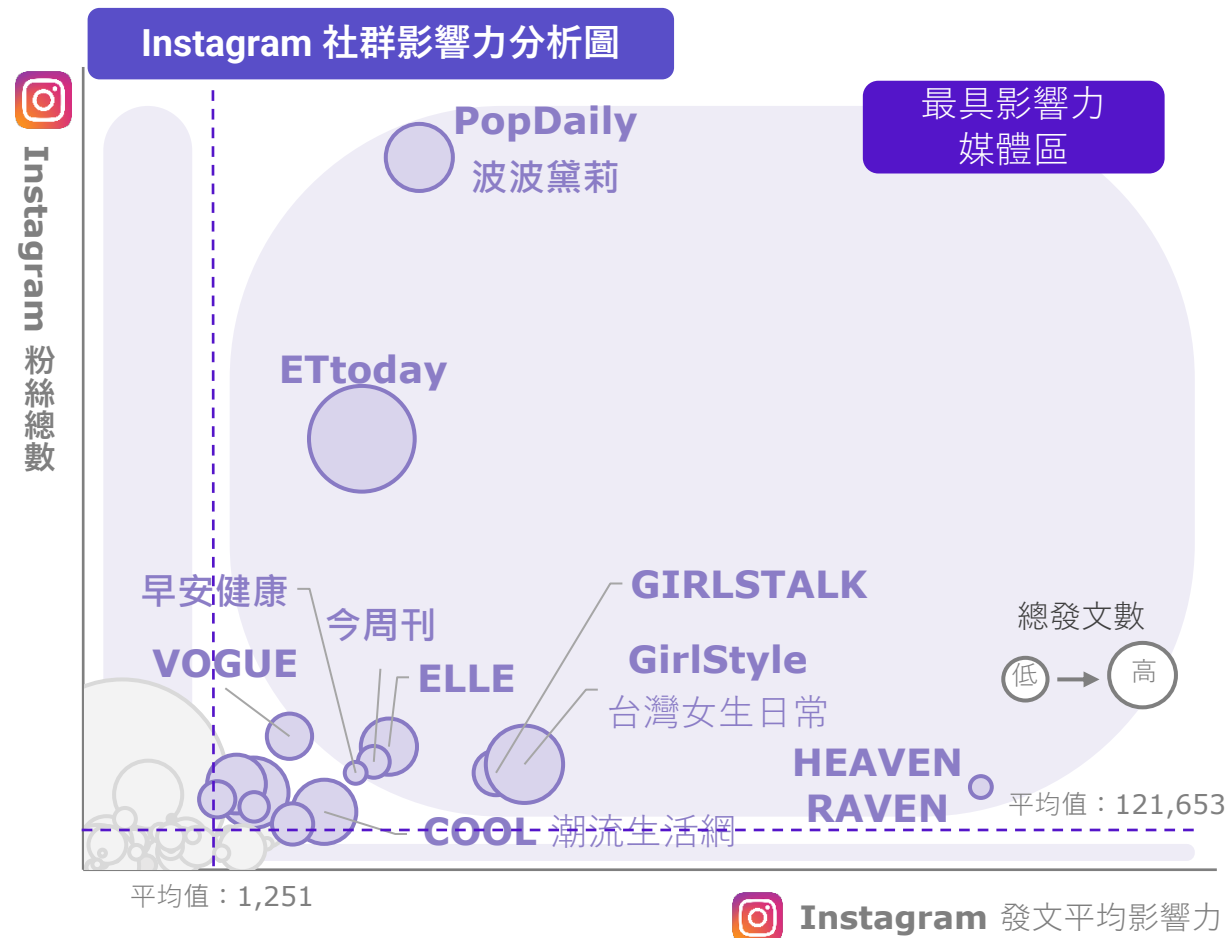 Instagram 社群影響力分析圖
最具影響力
媒體區
Instagram 粉絲總數
PopDaily
波波黛莉
ETtoday
早安健康
今周刊
VOGUE
ELLE
GIRLSTALK
GirlStyle
台灣女生日常
總發文數
低
高
HEAVEN
RAVEN
平均值：121,653
COOL 潮流生活網
平均值：1,251
Instagram 發文平均影響力